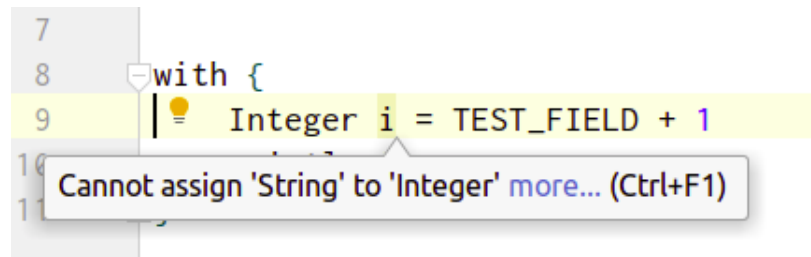 7
8 with {
9 Integer i = TEST_FIELD + 1
10
Cannot assign 'String' to 'Integer' more... (Ctrl+F1)
11